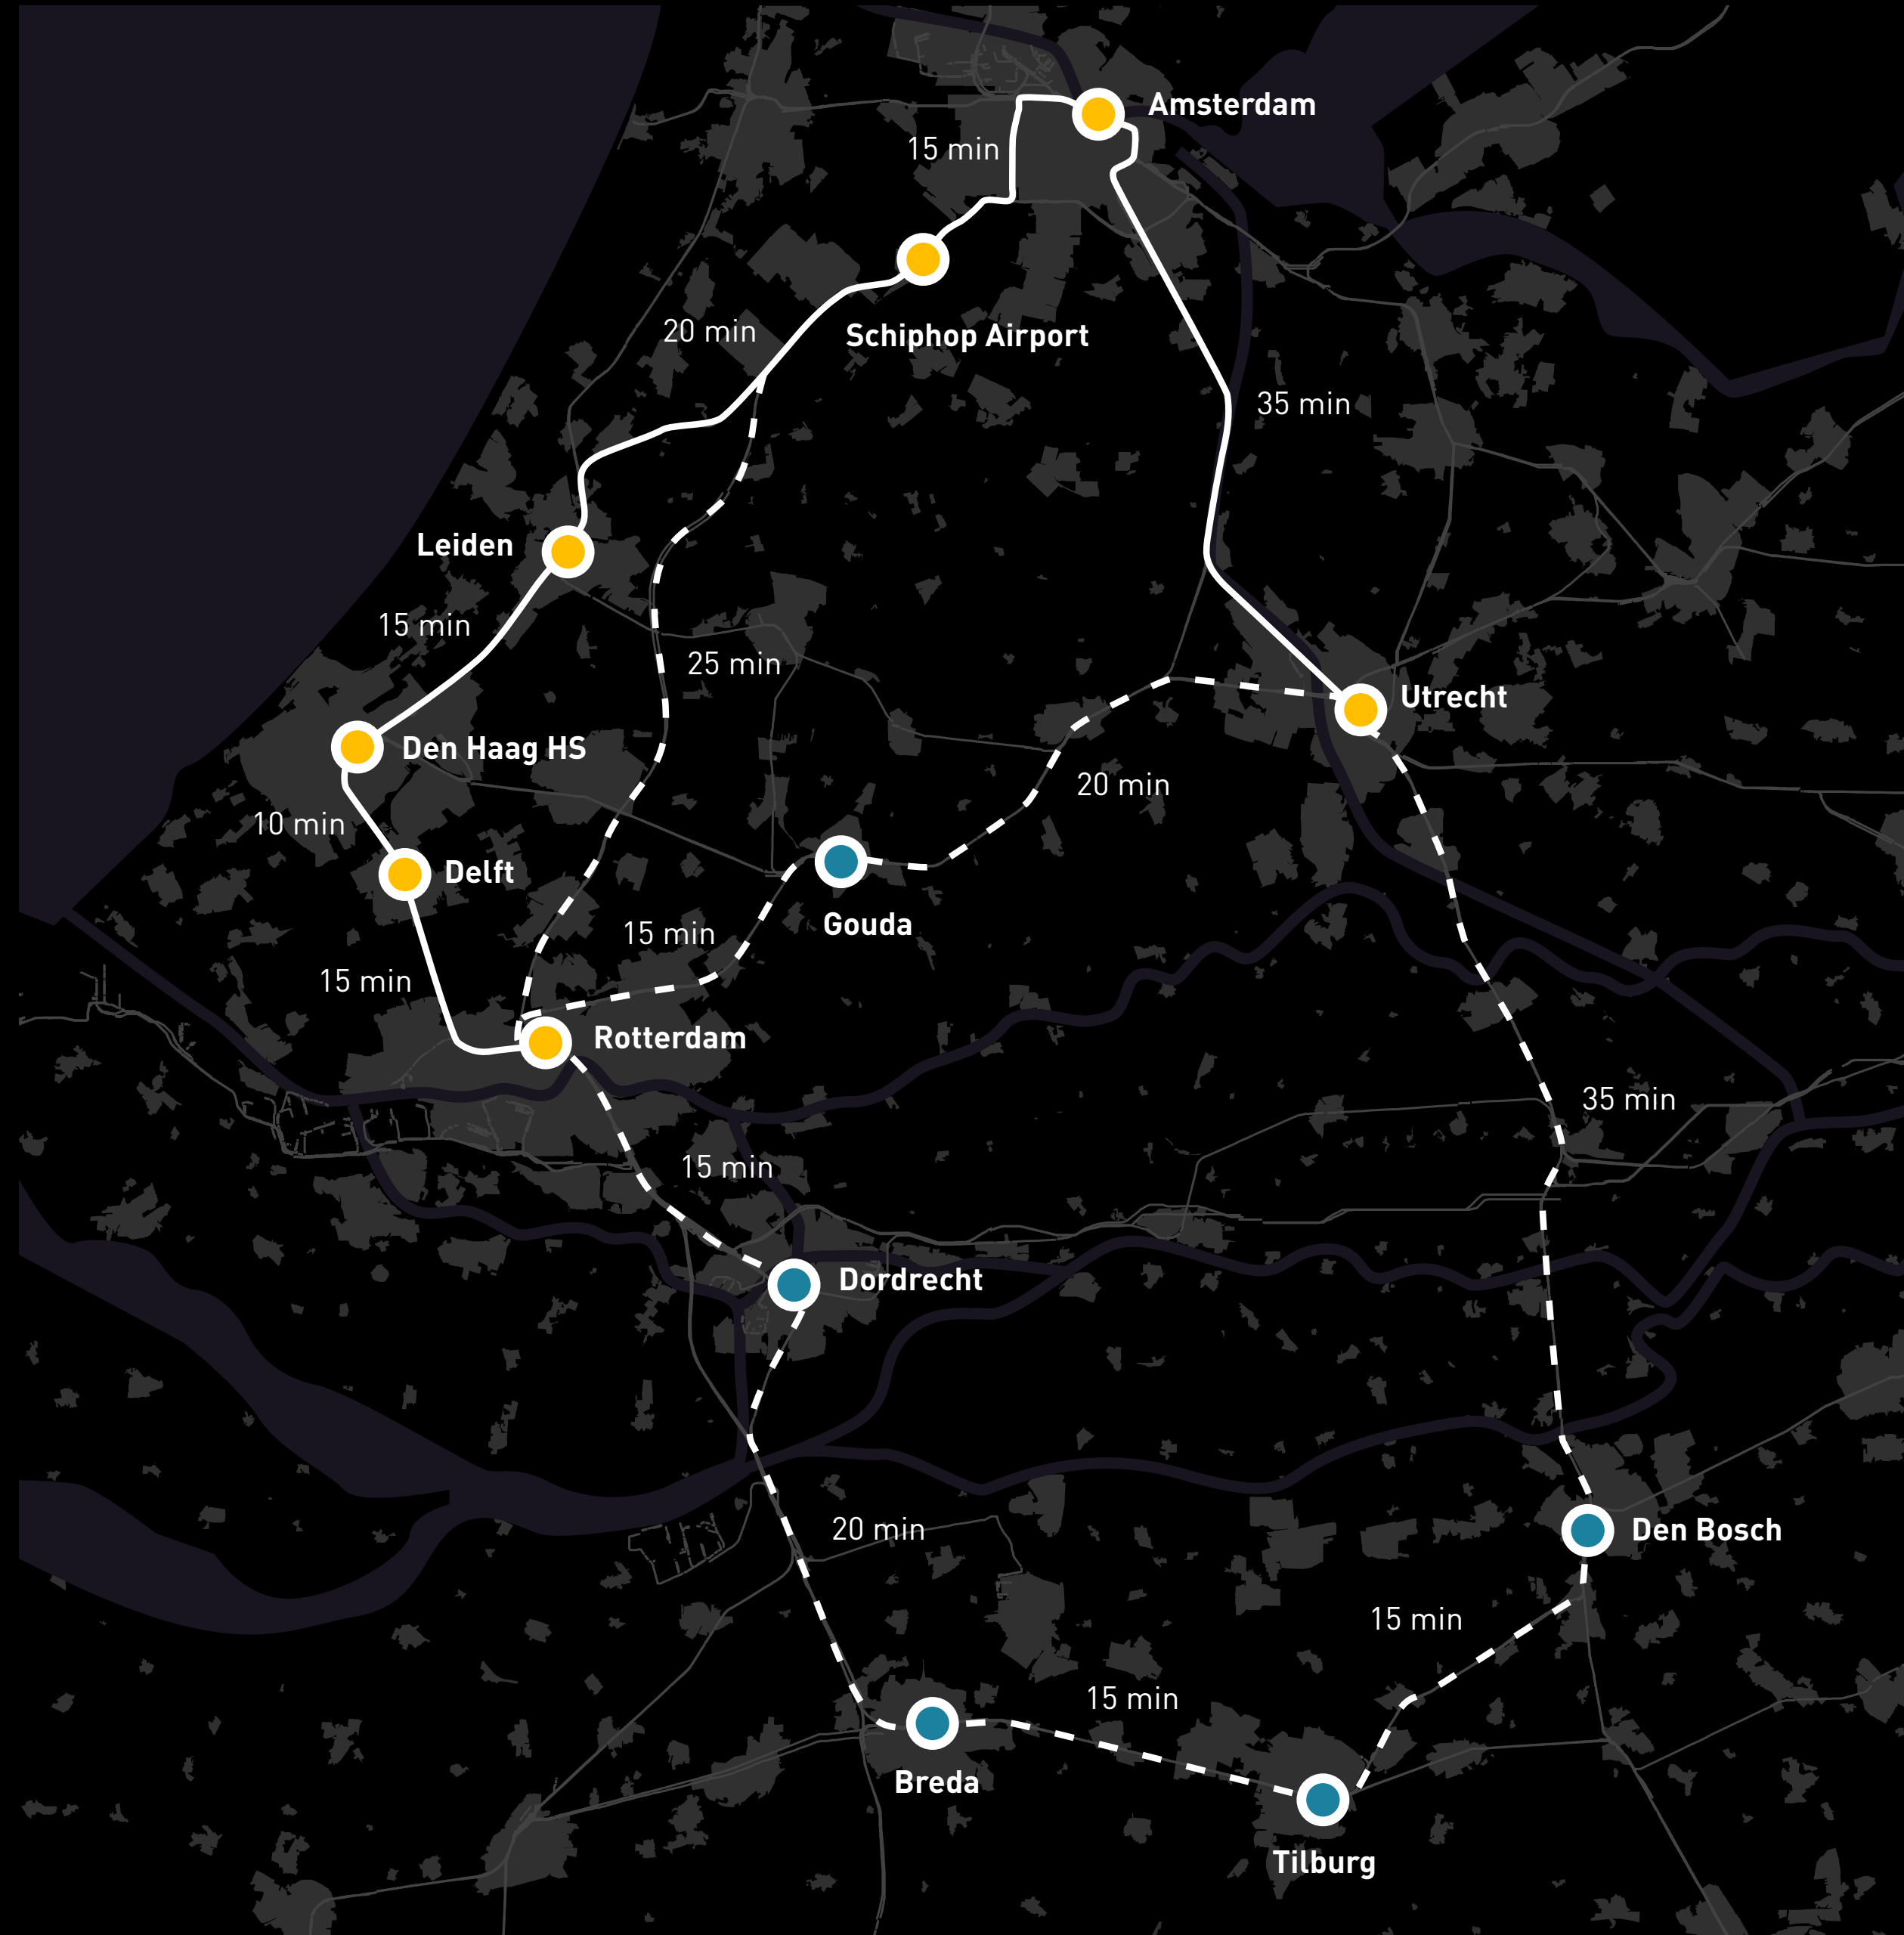 Amsterdam
15 min
Schiphop Airport
20 min
35 min
Leiden
15 min
25 min
Utrecht
Den Haag HS
20 min
10 min
Delft
Gouda
15 min
15 min
Rotterdam
35 min
15 min
Dordrecht
20 min
Den Bosch
15 min
15 min
Breda
Tilburg